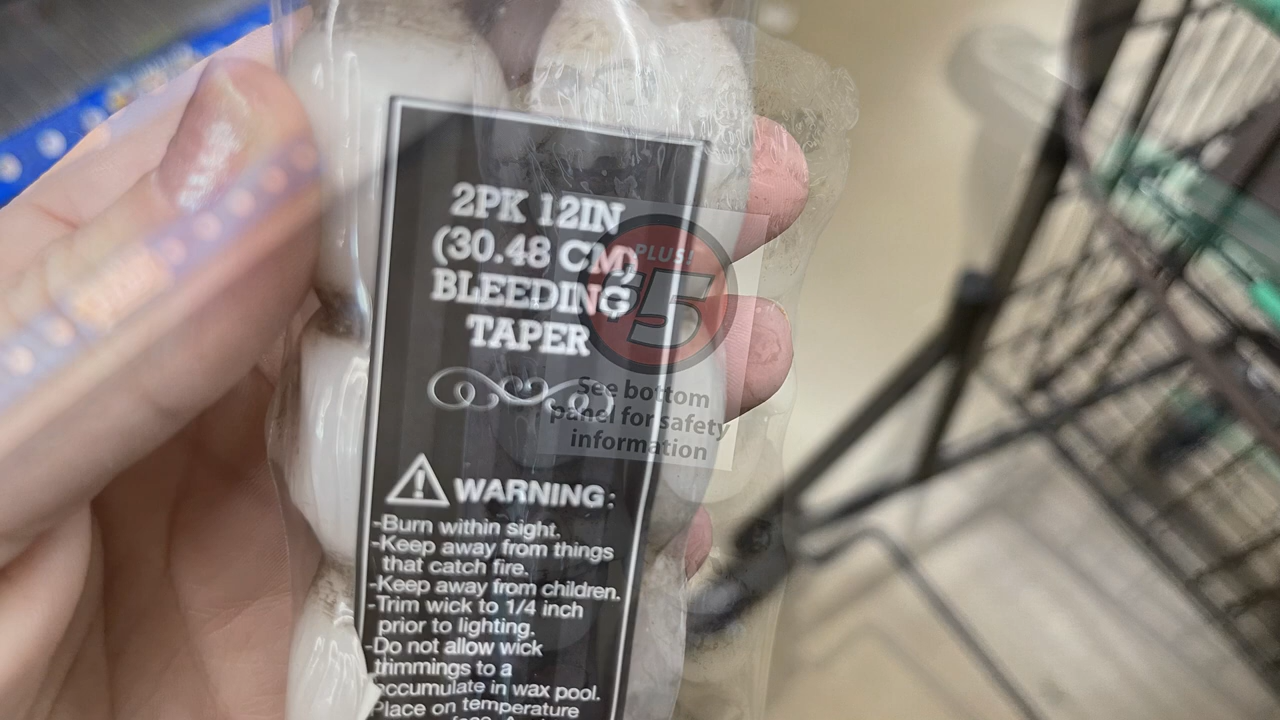 2PK 12IN
(30.48 CM)
BLEEDING
TAPER
PLUS!
$5
See bottom
panel for safety
information
WARNING:
-Burn within sight.
-Keep away from things
that catch fire.
-Keep away from children.
-Trim wick to 1/4 inch
prior to lighting.
-Do not allow wick
trimmings to a
accumulate in wax pool.
Place on temperature